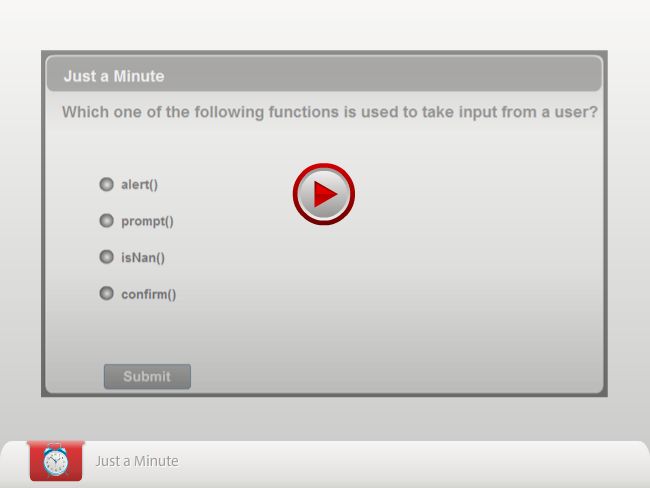 Just a Minute
Which one of the following functions is used to take input from a user?
alert()
prompt()
isNan()
confirm()
Submit
Just a Minute